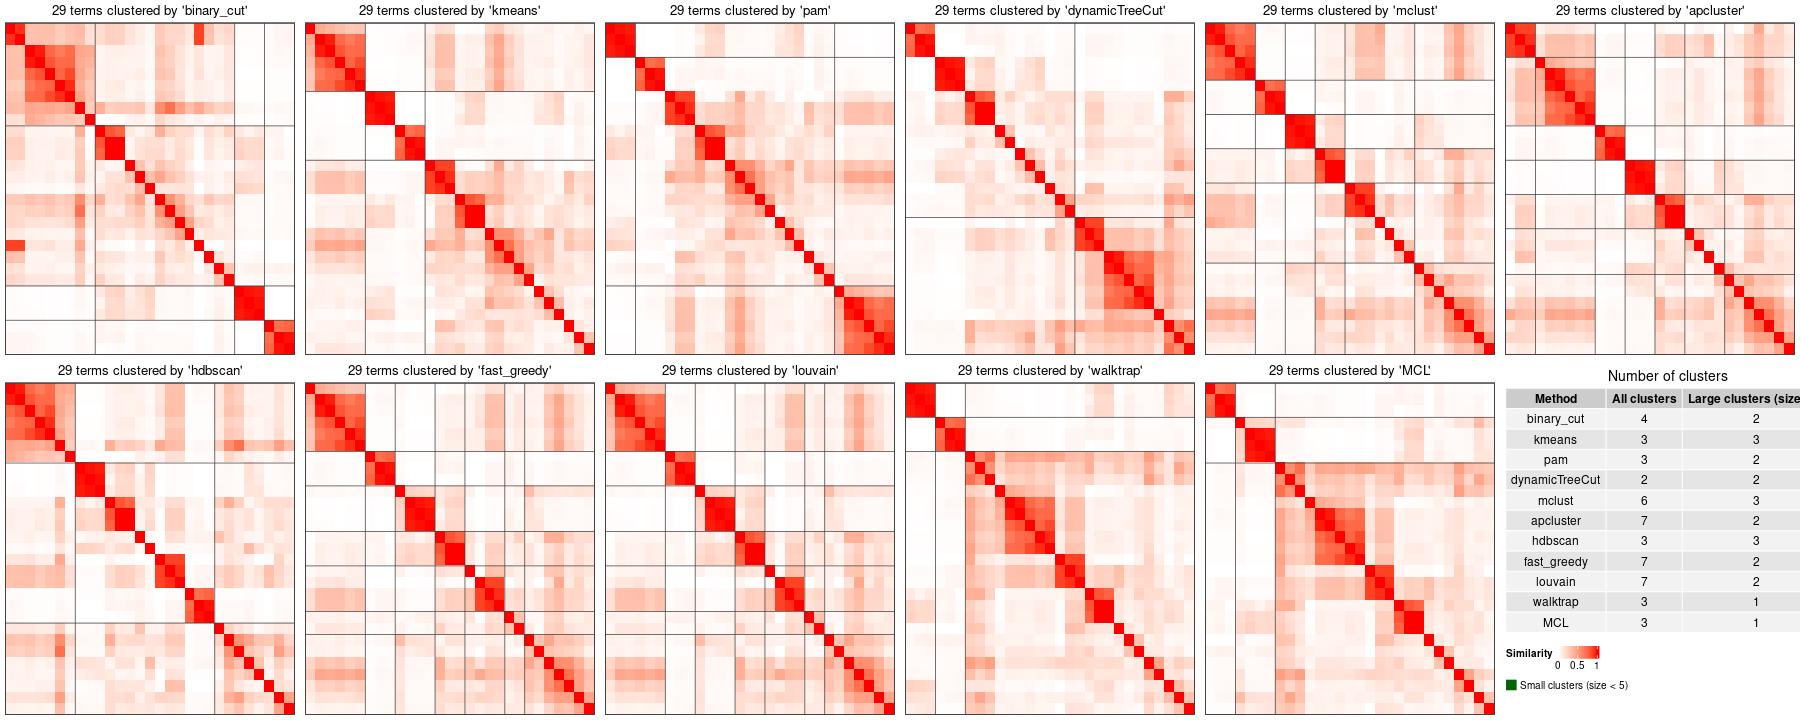 29 terms clustered by 'binary_cut'
29 terms clustered by 'kmeans'
29 terms clustered by 'pam'
29 terms clustered by 'dynamicTreeCut'
29 terms clustered by 'mclust'
29 terms clustered by 'apcluster'
29 terms clustered by 'hdbscan'
29 terms clustered by 'fast_greedy'
29 terms clustered by 'louvain'
29 terms clustered by 'walktrap'
29 terms clustered by 'MCL'
Number of clusters
Method All clusters Large clusters (size
binary_cut 4 2
kmeans 3 3
pam 3 2
dynamicTreeCut 2 2
mclust 6 3
apcluster 7 2
hdbscan 3 3
fast_greedy 7 2
louvain 7 2
walktrap 3 1
MCL 3 1
Similarity
0 0.5 1
Small clusters (size < 5)